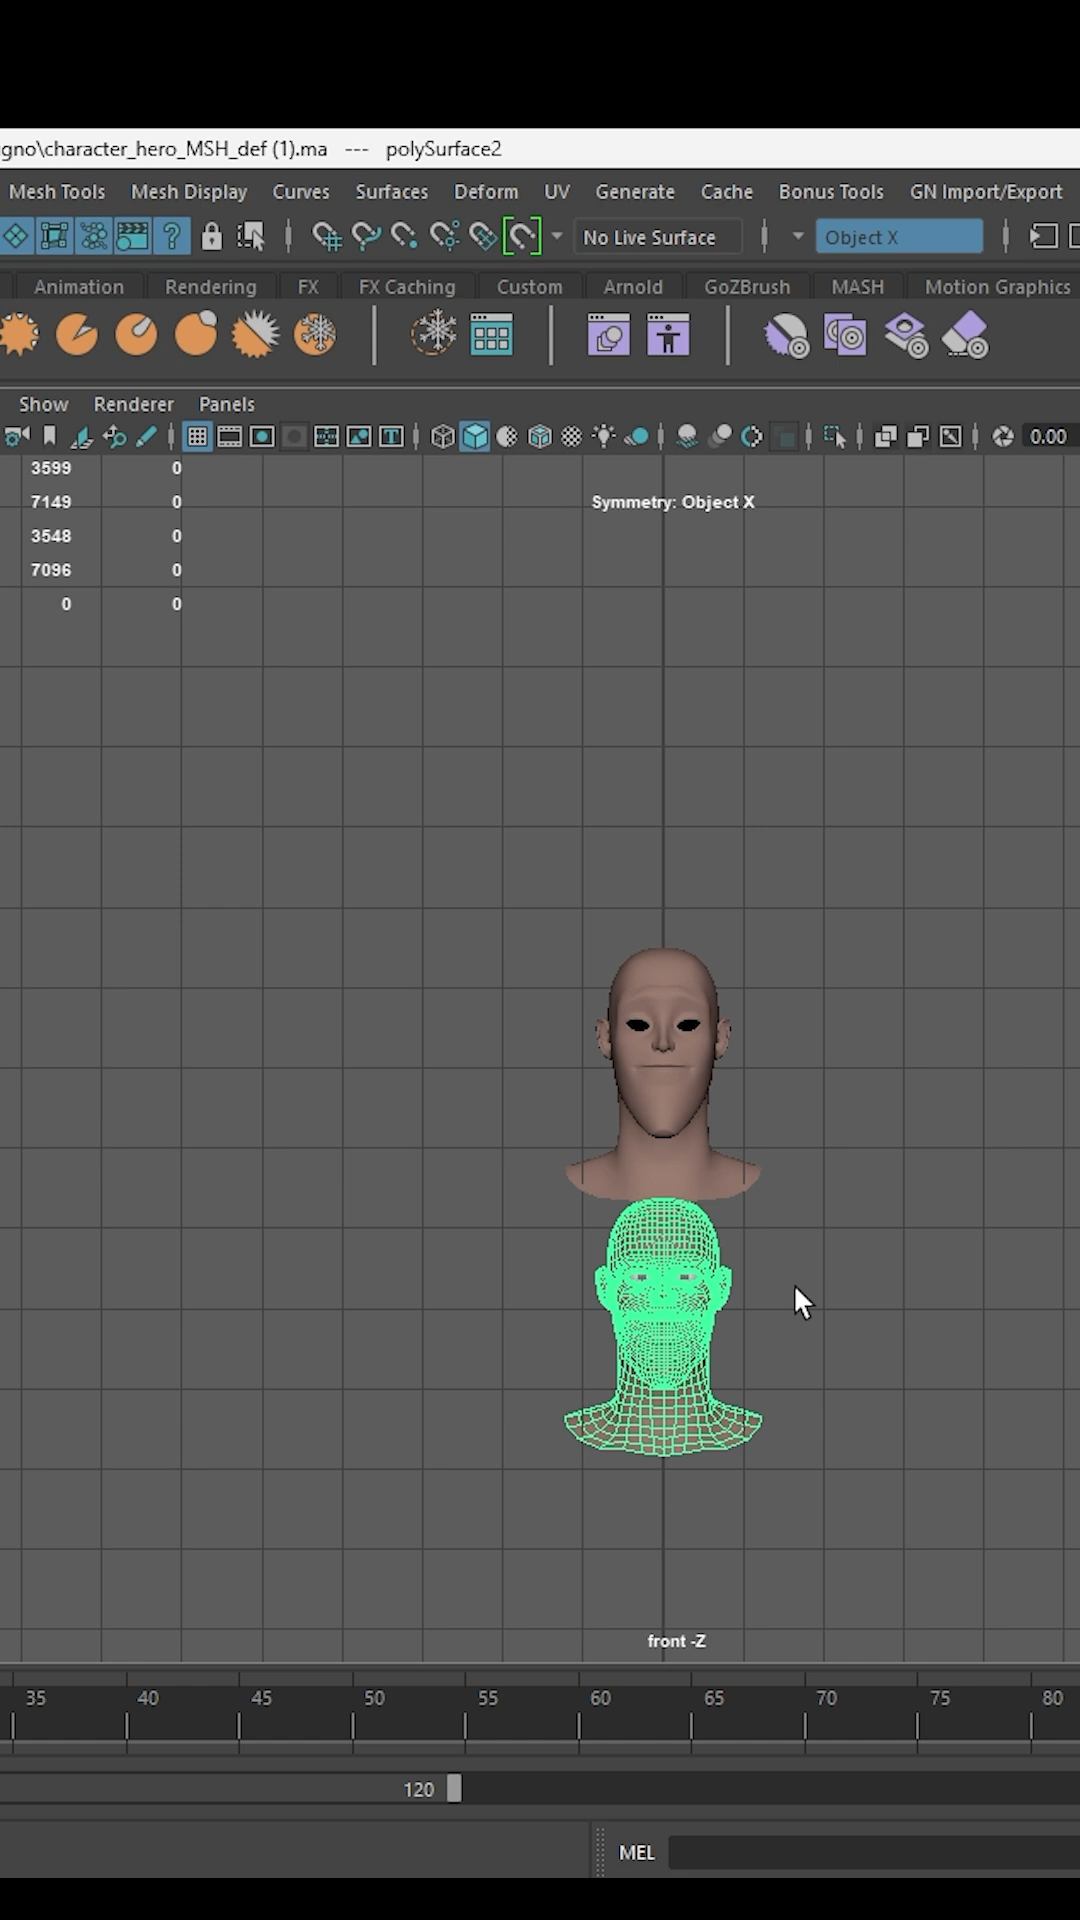 gno\character_hero_MSH_def (1).ma --- polySurface2
Mesh Tools Mesh Display Curves Surfaces Deform UV Generate Cache Bonus Tools GN Import/Export
? No Live Surface Object X
Animation Rendering FX FX Caching Custom Arnold GoZBrush MASH Motion Graphics
Show Renderer Panels
T 0.00
3599 0
7149 0
Symmetry: Object X
3548 0
7096 0
0 0
front -Z
35 40 45 50 55 60 65 70 75 80
120
MEL